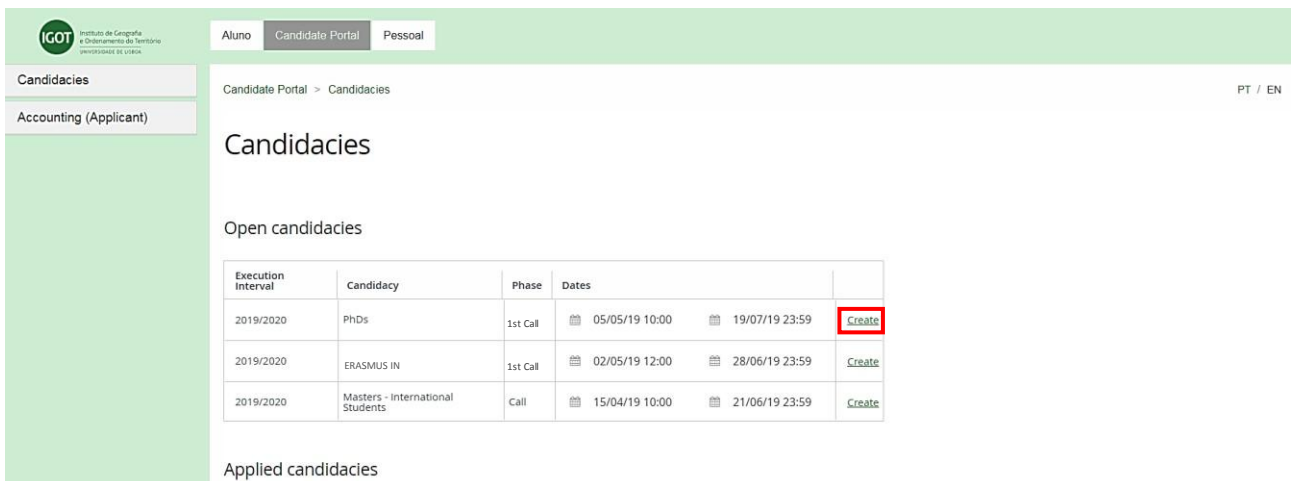 IGOT
Instituto de Geografia
e Ordenamento do Território
UNIVERSIDADE DE LISBOA
Aluno Candidate Portal Pessoal
Candidacies
Accounting (Applicant)
Candidate Portal > Candidacies
PT / EN
Candidacies
Open candidacies
Execution
Interval
Candidacy Phase Dates
2019/2020 PhDs 1st Call 05/05/19 10:00 19/07/19 23:59 Create
2019/2020 ERASMUS IN 1st Call 02/05/19 12:00 28/06/19 23:59 Create
2019/2020 Masters - International
Students
Call 15/04/19 10:00 21/06/19 23:59 Create
Applied candidacies